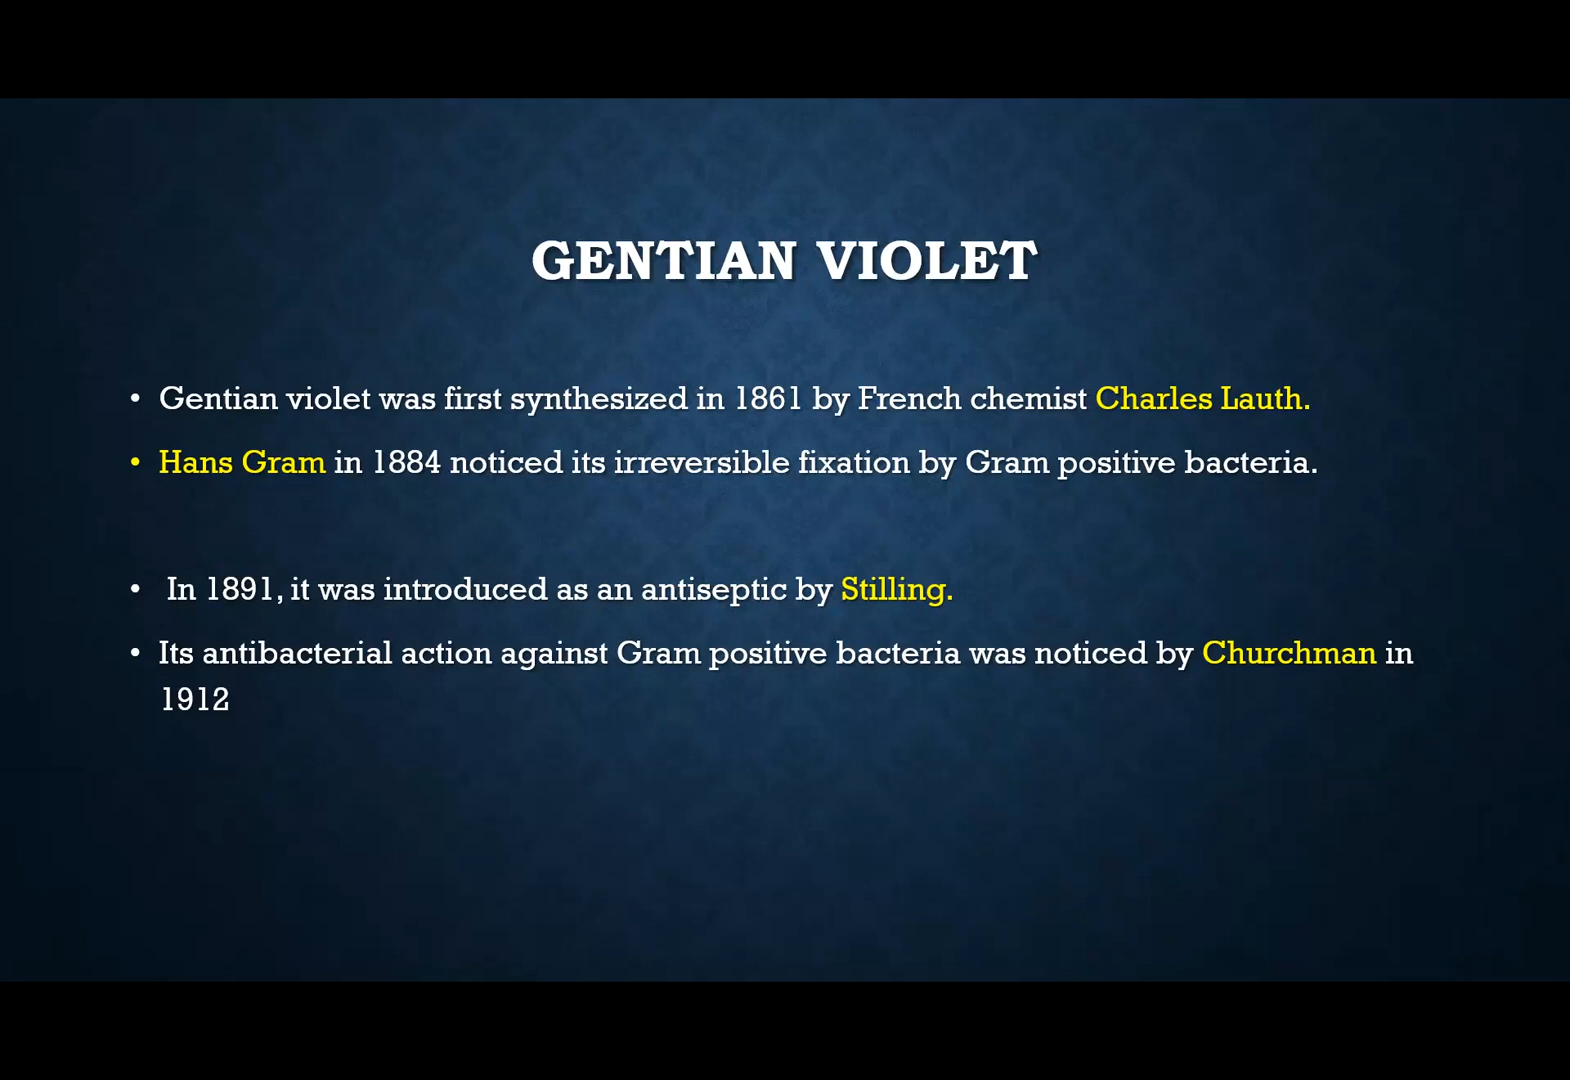 GENTIAN VIOLET
• Gentian violet was first synthesized in 1861 by French chemist Charles Lauth.
• Hans Gram in 1884 noticed its irreversible fixation by Gram positive bacteria.
• In 1891, it was introduced as an antiseptic by Stilling.
• Its antibacterial action against Gram positive bacteria was noticed by Churchman in
1912